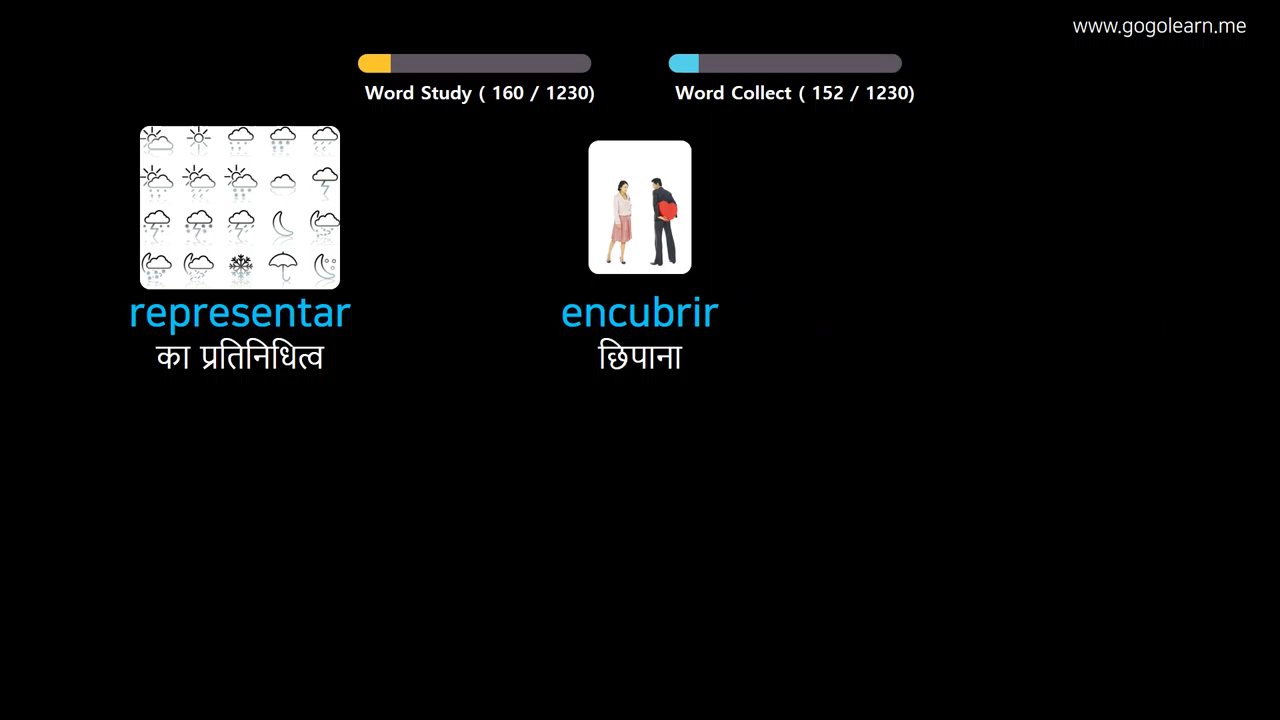 www.gogolearn.me
Word Study ( 160 / 1230)
Word Collect ( 152 / 1230)
representar
का प्रतिनिधित्व
encubrir
छिपाना